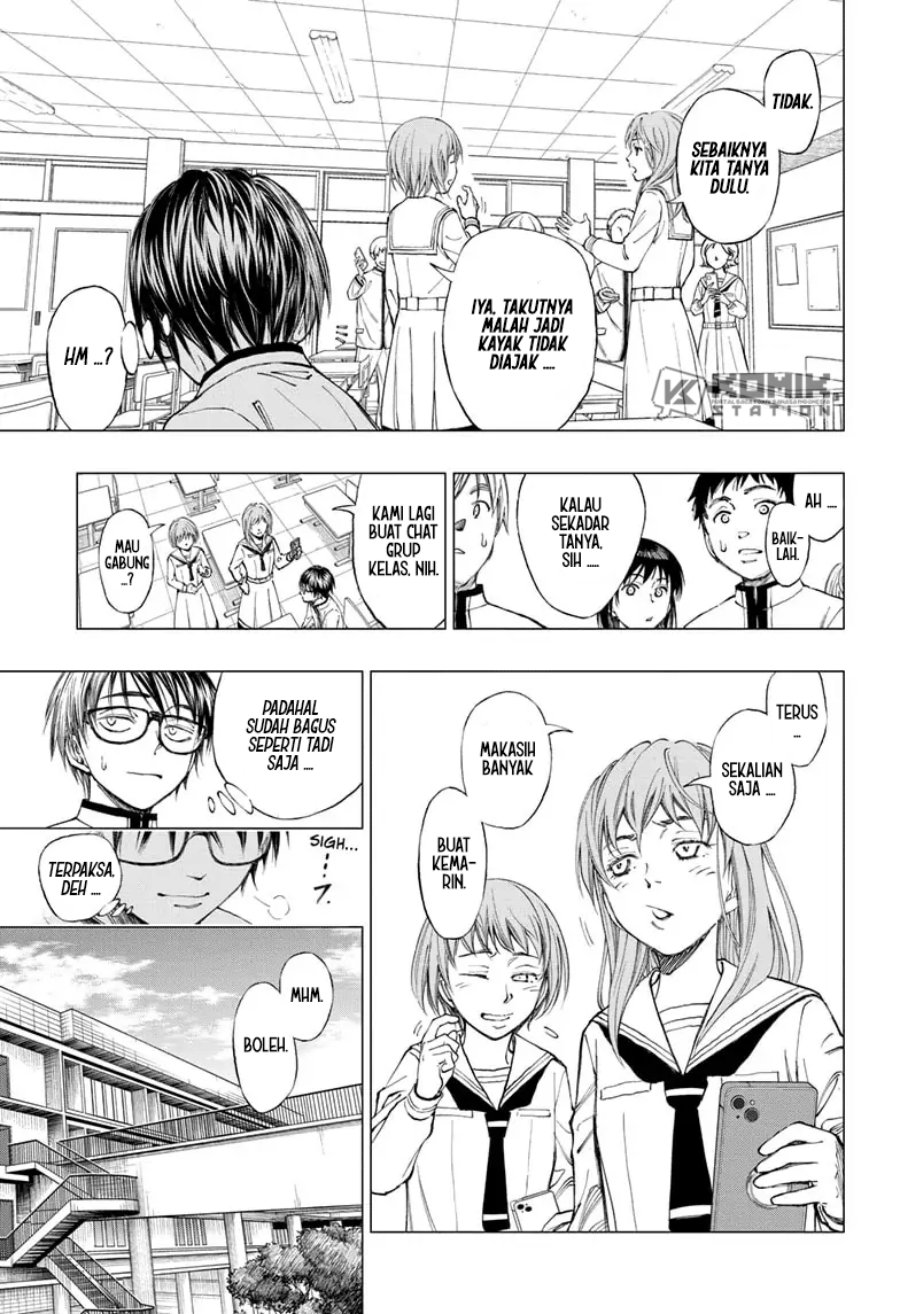 TIDAK.
SEBAIKNYA
KITA TANYA
DULU.
IYA, TAKUTNYA
MALAH JADI
KAYAK TIDAK
DIAJAK ....
HM ...?
KOMIK
STATION
AH ....
BAIK-
LAH.
KALAU
SEKADAR
TANYA,
SIH .....
KAMI LAGI
BUAT CHAT
GRUP
KELAS, NIH.
MAU
GABUNG
...?
TERUS
...
SEKALIAN
SAJA ....
MAKASIH
BANYAK
BUAT
KEMA-
RIN.
PADAHAL
SUDAH BAGUS
SEPERTI TADI
SAJA ....
SIGH...
TERPAKSA,
DEH ....
MHM.
BOLEH.